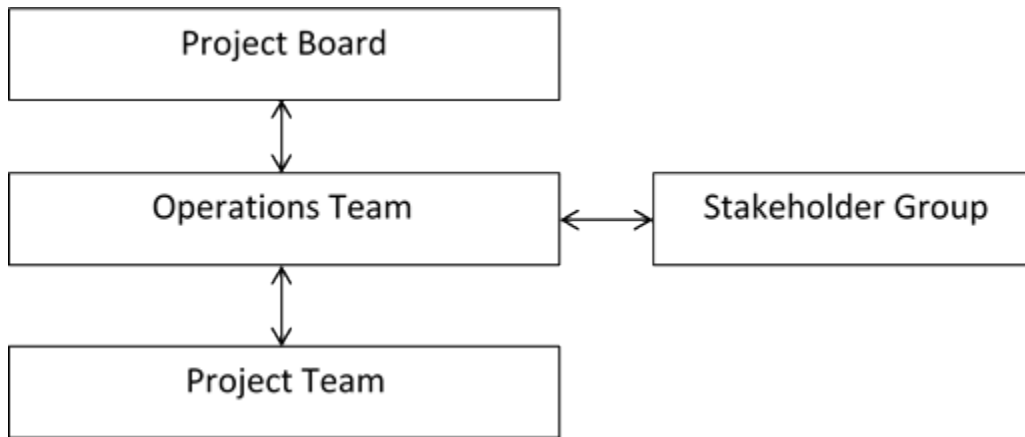 Project Board
Operations Team
Stakeholder Group
Project Team